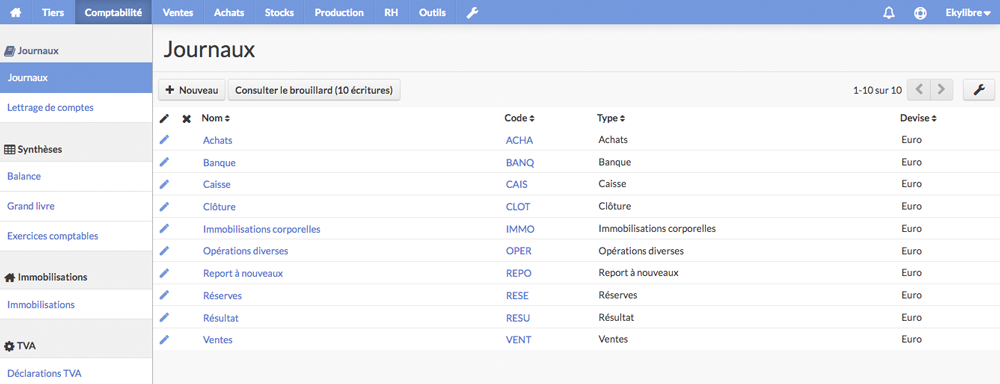 Tiers Comptabilité Ventes Achats Stocks Production RH Outils Ekylibre
Journaux
Journaux
Lettrage de comptes
Synthèses
Balance
Grand livre
Exercices comptables
Immobilisations
Immobilisations
TVA
Déclarations TVA
Journaux
Nouveau Consulter le brouillard (10 écritures) 1-10 sur 10
Nom Code Type Devise
Achats ACHA Achats Euro
Banque BANQ Banque Euro
Caisse CAIS Caisse Euro
Clôture CLOT Clôture Euro
Immobilisations corporelles IMMO Immobilisations corporelles Euro
Opérations diverses OPER Opérations diverses Euro
Report à nouveaux REPO Report à nouveaux Euro
Réserves RESE Réserves Euro
Résultat RESU Résultat Euro
Ventes VENT Ventes Euro